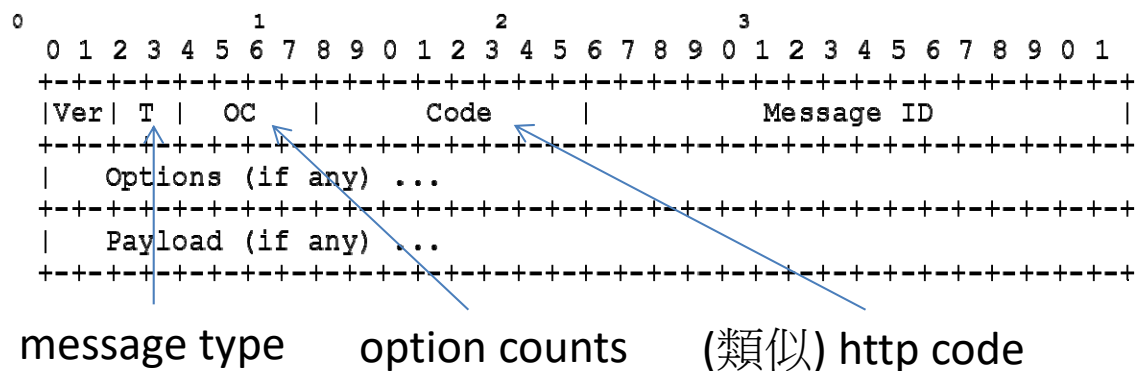 0 1 2 3
0 1 2 3 4 5 6 7 8 9 0 1 2 3 4 5 6 7 8 9 0 1 2 3 4 5 6 7 8 9 0 1
+-+-+-+-+-+-+-+-+-+-+-+-+-+-+-+-+-+-+-+-+-+-+-+-+-+-+-+-+-+-+-+-+
|Ver| T | OC | Code | Message ID |
+-+-+-+-+-+-+-+-+-+-+-+-+-+-+-+-+-+-+-+-+-+-+-+-+-+-+-+-+-+-+-+-+
| Options (if any) ...
+-+-+-+-+-+-+-+-+-+-+-+-+-+-+-+-+-+-+-+-+-+-+-+-+-+-+-+-+-+-+-+-+
| Payload (if any) ...
+-+-+-+-+-+-+-+-+-+-+-+-+-+-+-+-+-+-+-+-+-+-+-+-+-+-+-+-+-+-+-+-+
message type option counts (類似) http code